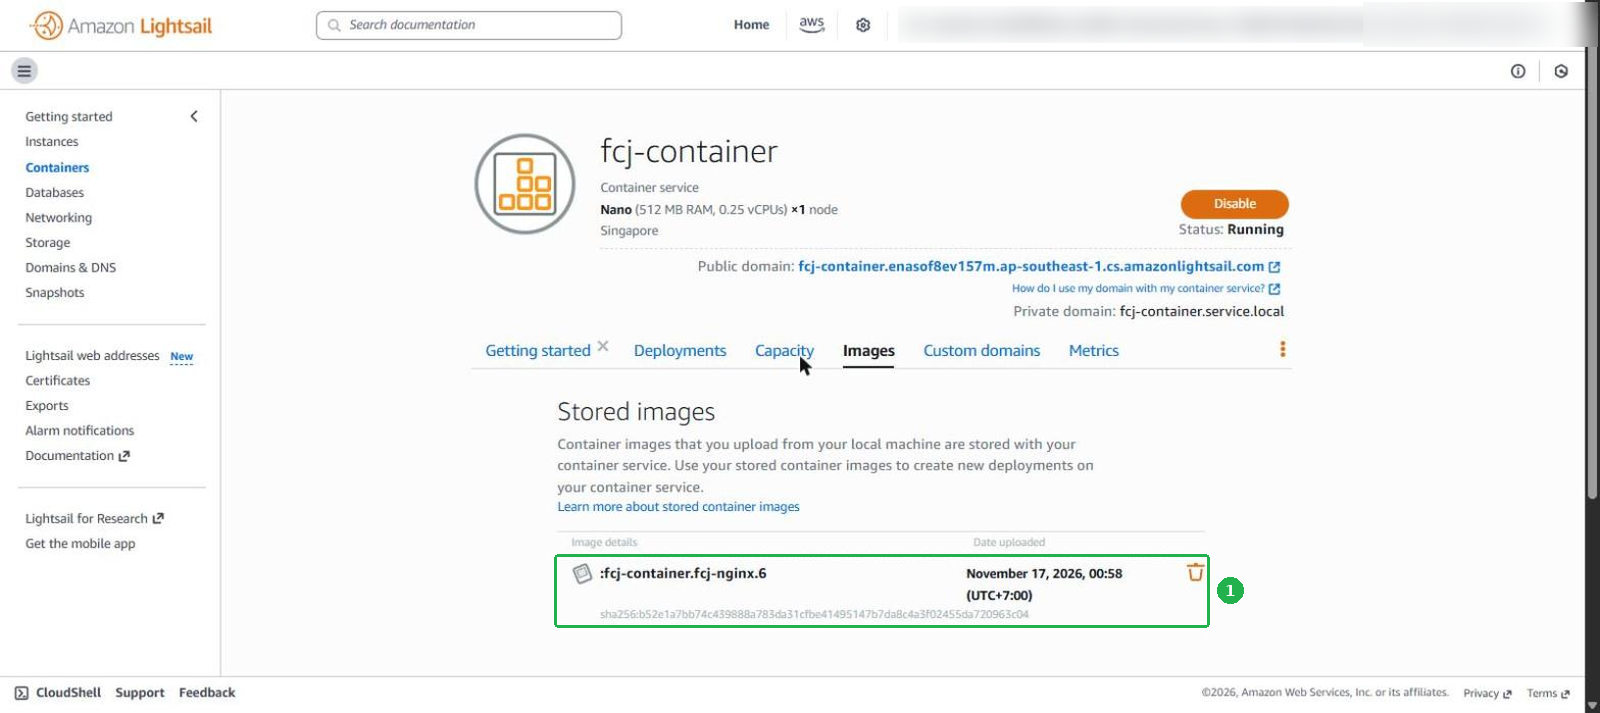 Amazon Lightsail
Search documentation
Home
aws
Getting started
Instances
Containers
Databases
Networking
Storage
Domains & DNS
Snapshots
Lightsail web addresses New
Certificates
Exports
Alarm notifications
Documentation
Lightsail for Research
Get the mobile app
fcj-container
Container service
Nano (512 MB RAM, 0.25 vCPUs) ×1 node
Singapore
Disable
Status: Running
Public domain: fcj-container.enasof8ev157m.ap-southeast-1.cs.amazonlightsail.com
How do I use my domain with my container service?
Private domain: fcj-container.service.local
Getting started Deployments Capacity Images Custom domains Metrics
Stored images
Container images that you upload from your local machine are stored with your
container service. Use your stored container images to create new deployments on
your container service.
Learn more about stored container images
Image details Date uploaded
:fcj-container.fcj-nginx.6 November 17, 2026, 00:58
(UTC+7:00)
sha256:b52e1a7bb74c439888a783da31cfbe41495147b7da8c4a3f02455da720963c04
1
CloudShell Support Feedback
©2026, Amazon Web Services, Inc. or its affiliates. Privacy Terms